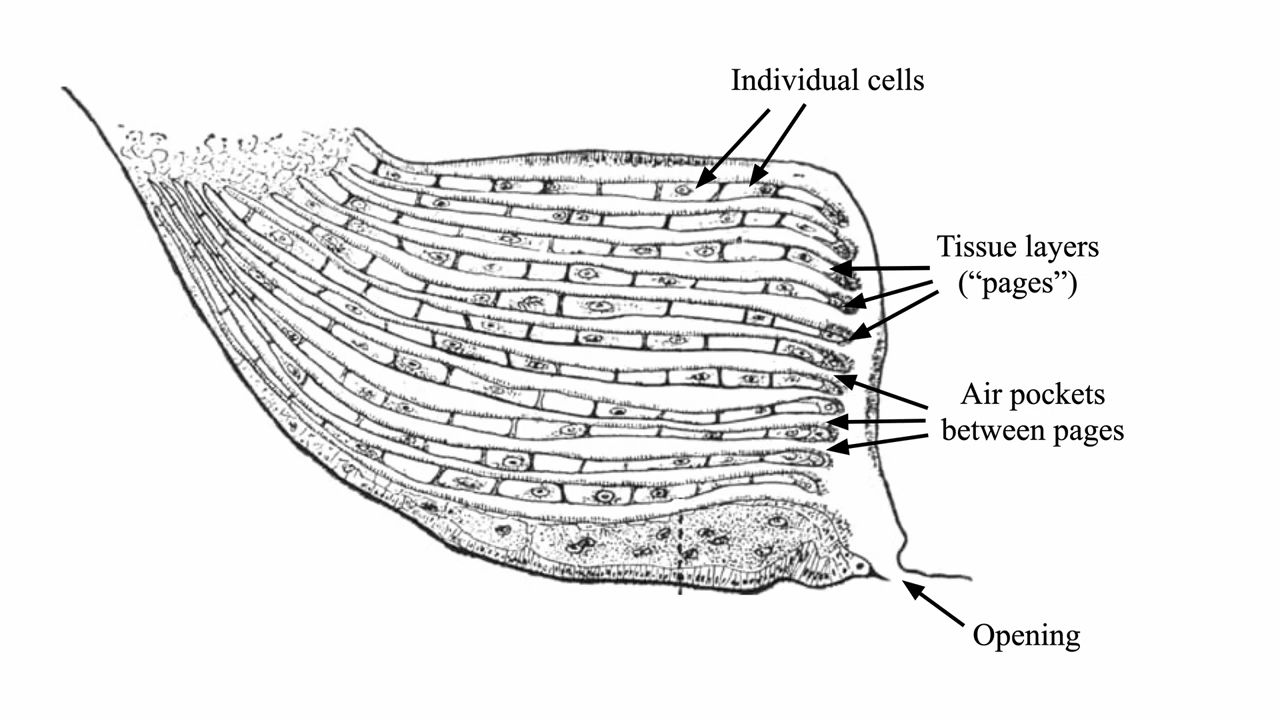 Individual cells
Tissue layers
(“pages”)
Air pockets
between pages
Opening